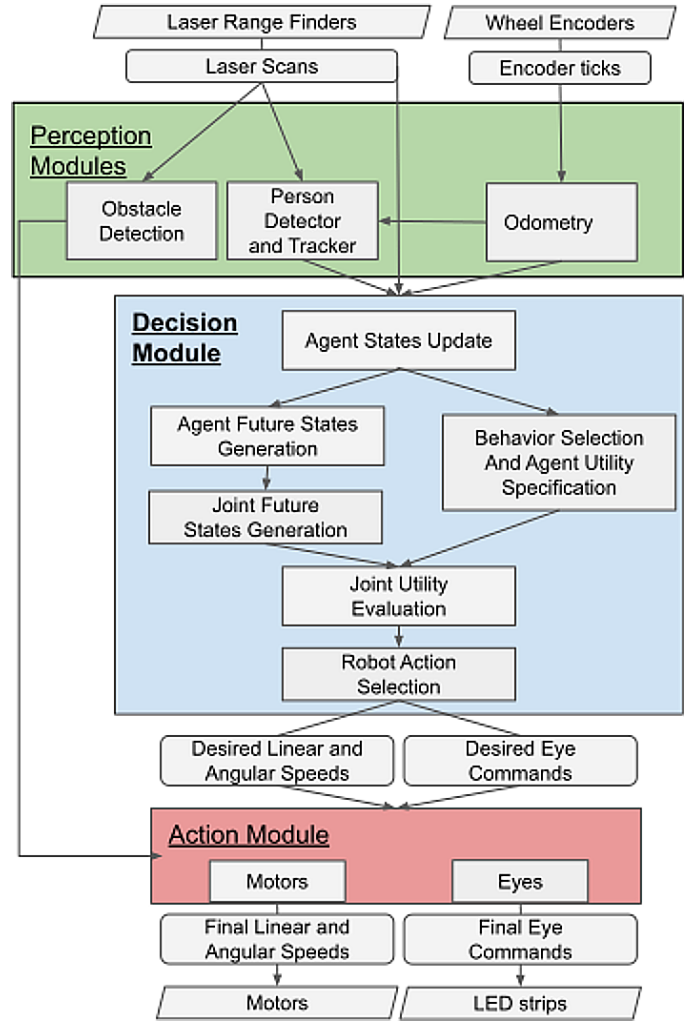 Laser Range Finders
Wheel Encoders
Laser Scans
Encoder ticks
Perception
Modules
Obstacle
Detection
Person
Detector
and Tracker
Odometry
Decision
Module
Agent States Update
Agent Future States
Generation
Behavior Selection
And Agent Utility
Specification
Joint Future
States Generation
Joint Utility
Evaluation
Robot Action
Selection
Desired Linear and
Angular Speeds
Desired Eye
Commands
Action Module
Motors
Eyes
Final Linear and
Angular Speeds
Final Eye
Commands
Motors
LED strips